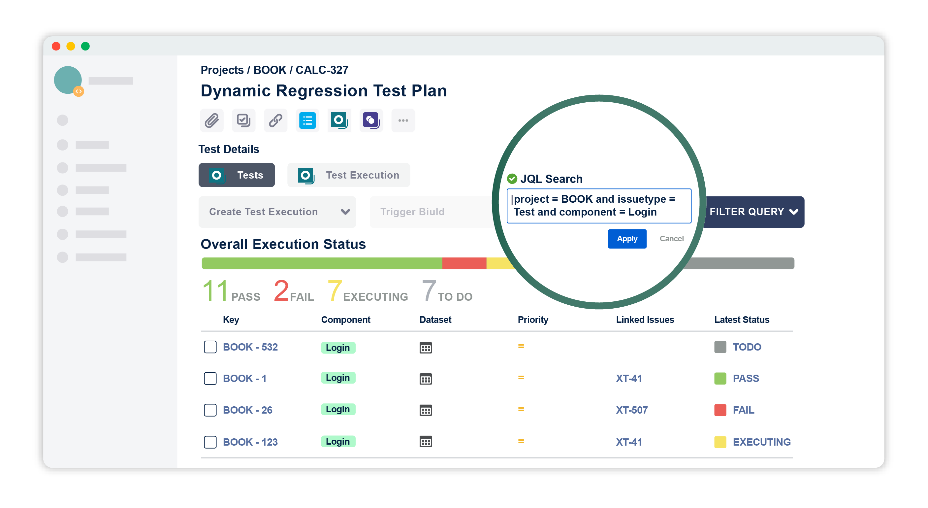 Projects / BOOK / CALC-327
Dynamic Regression Test Plan
Test Details
Tests
Test Execution
Create Test Execution
Trigger Biuld
JQL Search
project = BOOK and issuetype =
Test and component = Login
Apply Cancel
FILTER QUERY
Overall Execution Status
11 PASS 2 FAIL 7 EXECUTING 7 TO DO
Key Component Dataset Priority Linked Issues Latest Status
BOOK - 532 Login = TODO
BOOK - 1 Login = XT-41 PASS
BOOK - 26 Login = XT-507 FAIL
BOOK - 123 Login = XT-41 EXECUTING